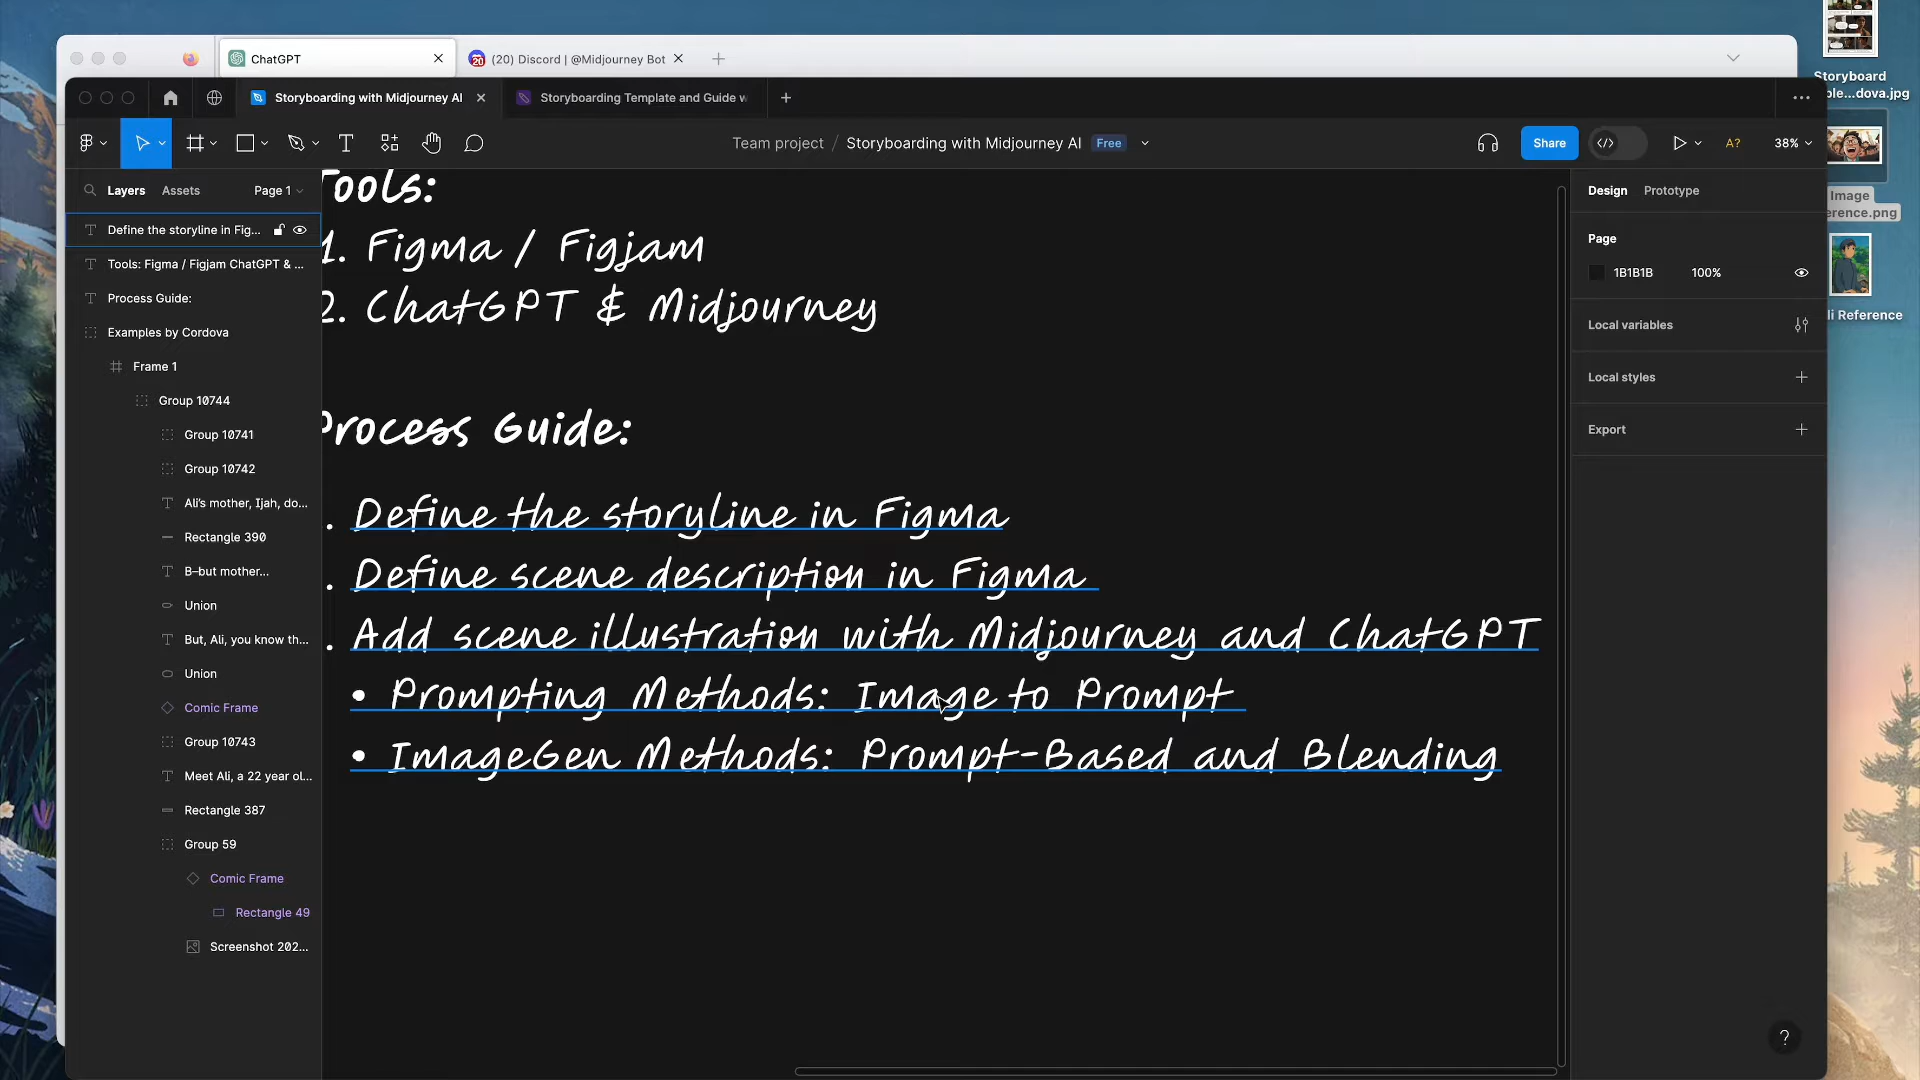 Storyboard
ble...dova.jpg
ChatGPT
20
(20) Discord | @Midjourney Bot
Storyboarding with Midjourney AI
Storyboarding Template and Guide w
Team project / Storyboarding with Midjourney AI Free
Share
A?
38%
Layers
Assets
Page 1
Design
Prototype
Define the storyline in Fig...
Tools: Figma / Figjam ChatGPT & ...
Process Guide:
Examples by Cordova
Frame 1
Group 10744
Group 10741
Group 10742
Ali's mother, Ijah, do...
Rectangle 390
B–but mother...
Union
But, Ali, you know th...
Union
Comic Frame
Group 10743
Meet Ali, a 22 year ol...
Rectangle 387
Group 59
Comic Frame
Rectangle 49
Screenshot 202...
Tools:
1. Figma / Figjam
2. ChatGPT & Midjourney
Process Guide:
. Define the storyline in Figma
. Define scene description in Figma
. Add scene illustration with Midjourney and ChatGPT
• Prompting Methods: Image to Prompt
• ImageGen Methods: Prompt-Based and Blending
Page
1B1B1B 100%
Local variables
Local styles
Export
?
Image
erence.png
li Reference